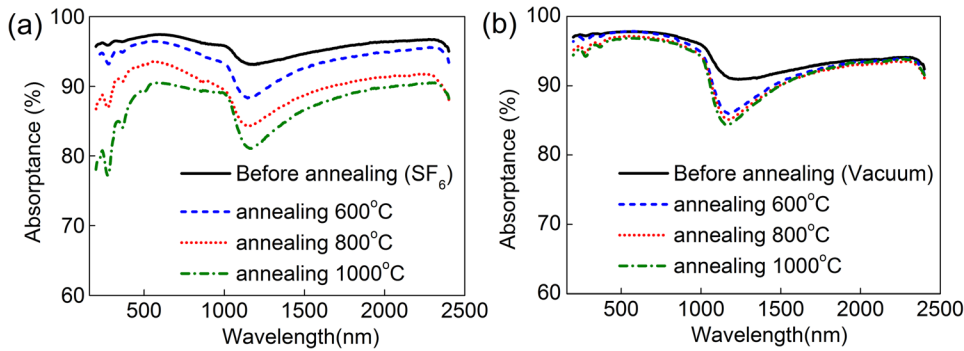 (a)
100
90
80
70
60
Absorptance (%)
Before annealing (SF6)
annealing 600°C
annealing 800°C
annealing 1000°C
0 500 1000 1500 2000 2500
Wavelength(nm)
(b)
100
90
80
70
60
Absorptance (%)
Before annealing (Vacuum)
annealing 600°C
annealing 800°C
annealing 1000°C
500 1000 1500 2000 2500
Wavelength(nm)